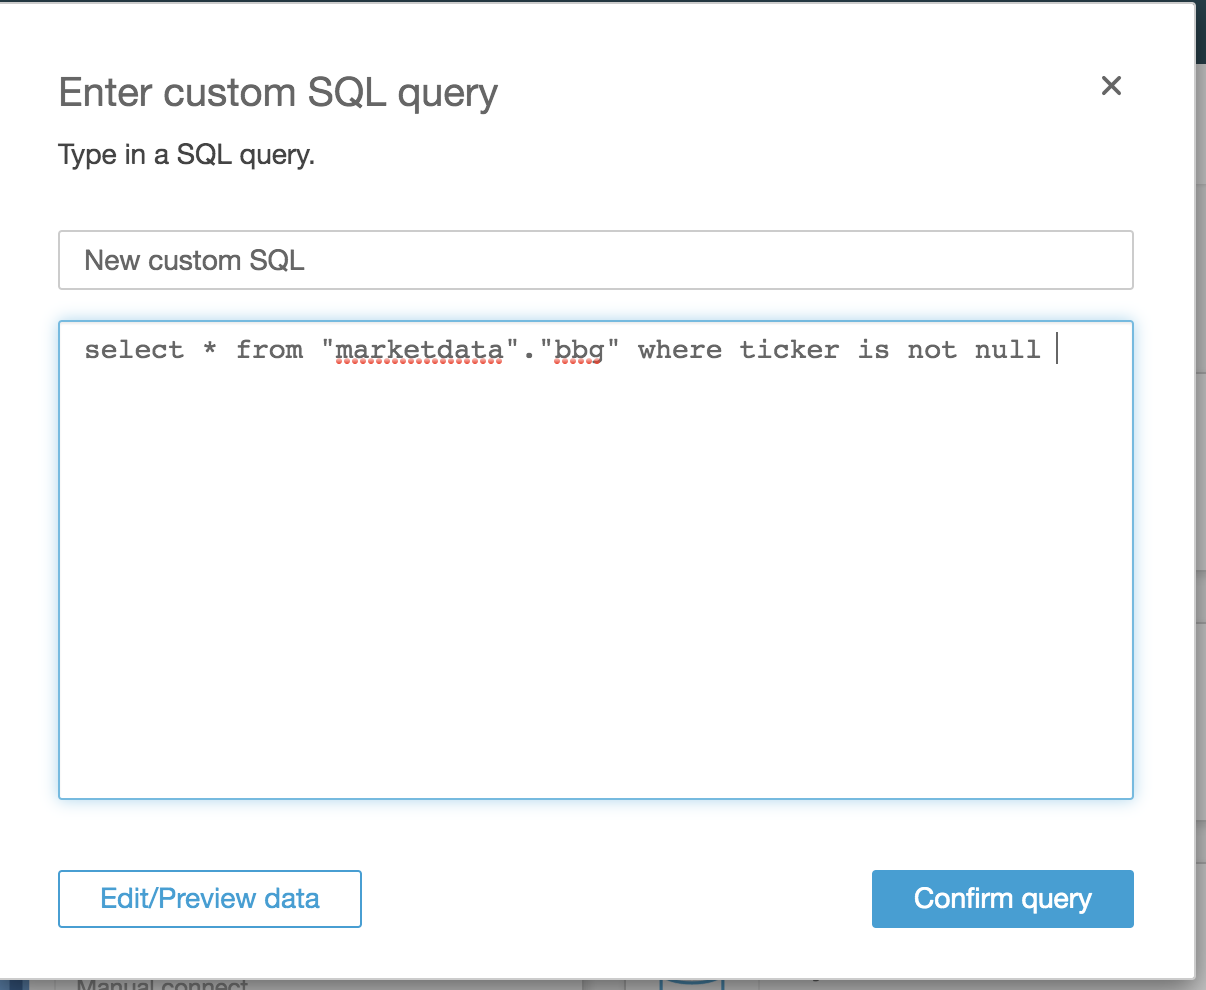 Enter custom SQL query
Type in a SQL query.
New custom SQL
select * from "marketdata"."bbg" where ticker is not null
Edit/Preview data
Confirm query
Manual connect